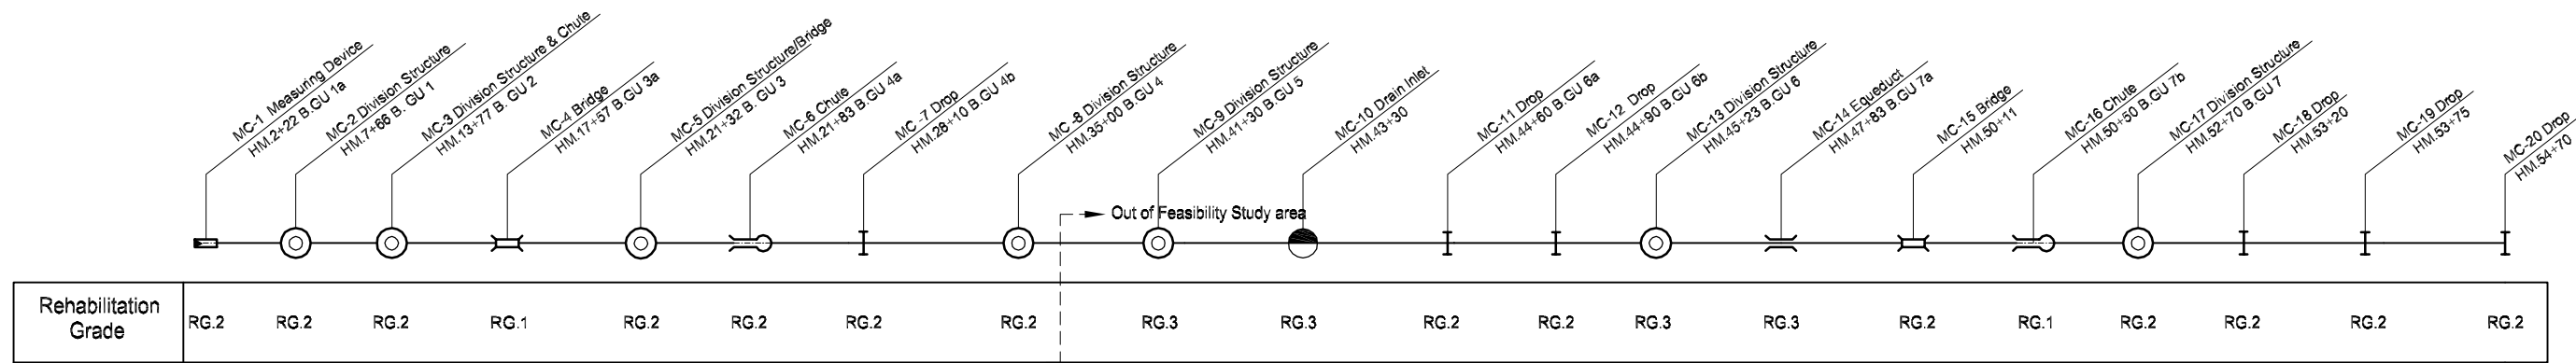 MC-1 Measuring Device
HM.2+22 B.GU 1a
MC-2 Division Structure
HM.7+66 B. GU 1
MC-3 Division Structure & Chute
HM.13+77 B. GU 2
MC-4 Bridge
HM.17+57 B.GU 3a
MC-5 Division Structure/Bridge
HM.21+32 B. GU 3
MC-6 Chute
HM.21+83 B.GU 4a
MC -7 Drop
HM.28+10 B.GU 4b
MC-8 Division Structure
HM.35+00 B.GU 4
MC-9 Division Structure
HM.41+30 B.GU 5
MC-10 Drain Inlet
HM.43+30
MC-11 Drop
HM.44+60 B.GU 6a
MC-12 Drop
HM.44+90 B.GU 6b
MC-13 Division Structure
HM.45+23 B.GU 6
MC-14 Equeduct
HM.47+83 B.GU 7a
MC-15 Bridge
HM.50+11
MC-16 Chute
HM.50+50 B.GU 7b
MC-17 Division Structure
HM.52+70 B.GU 7
MC-18 Drop
HM.53+20
MC-19 Drop
HM.53+75
MC-20 Drop
HM.54+70
Out of Feasibility Study area
Rehabilitation
Grade
RG.2 RG.2 RG.2 RG.1 RG.2 RG.2 RG.2 RG.2 RG.3 RG.3 RG.2 RG.2 RG.3 RG.3 RG.2 RG.1 RG.2 RG.2 RG.2 RG.2